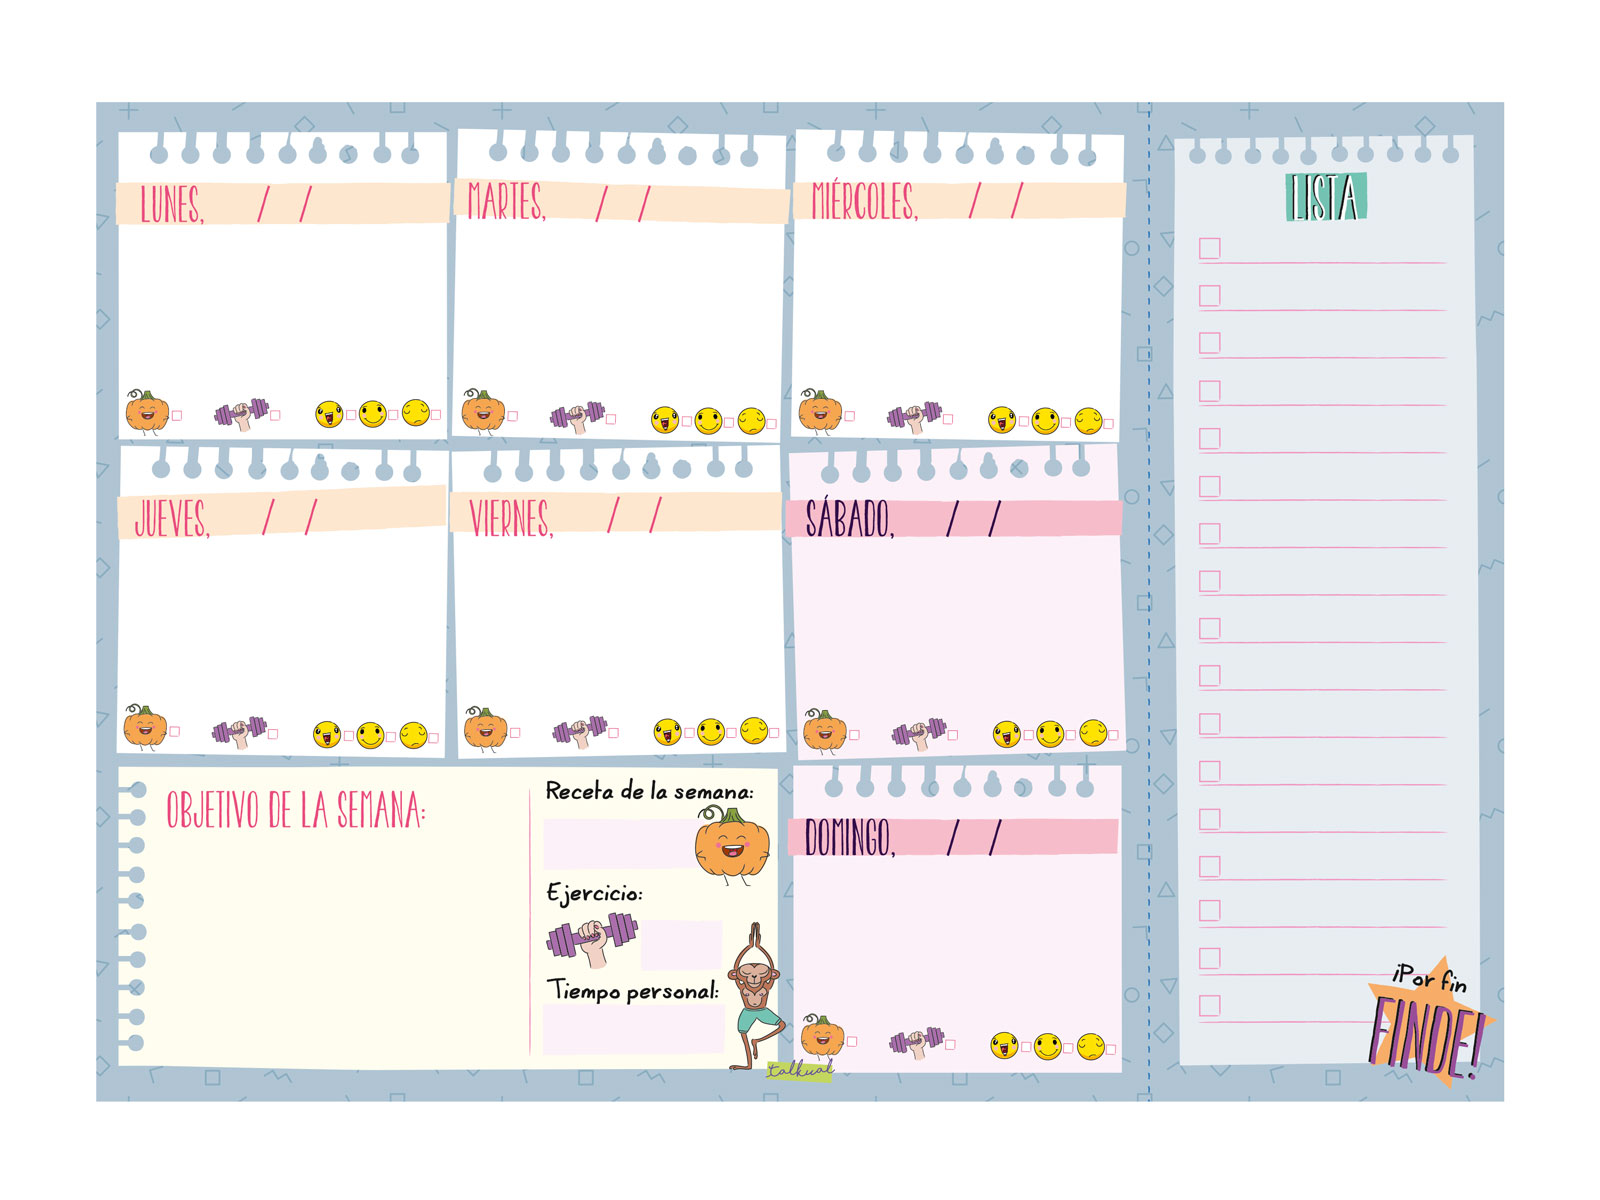 LUNES, / /
MARTES, / /
MIÉRCOLES, / /
JUEVES, / /
VIERNES, / /
SÁBADO, / /
OBJETIVO DE LA SEMANA:
Receta de la semana:
Ejercicio:
Tiempo personal:
talkual
DOMINGO, / /
LISTA
¡Por fin
FINDE!